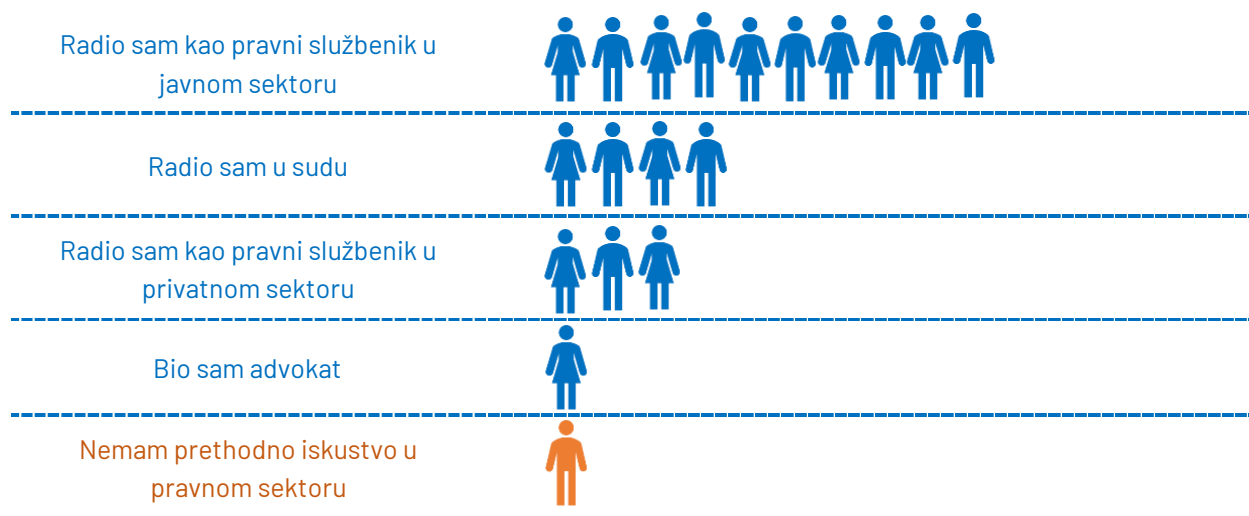 Radio sam kao pravni službenik u
javnom sektoru
Radio sam u sudu
Radio sam kao pravni službenik u
privatnom sektoru
Bio sam advokat
Nemam prethodno iskustvo u
pravnom sektoru